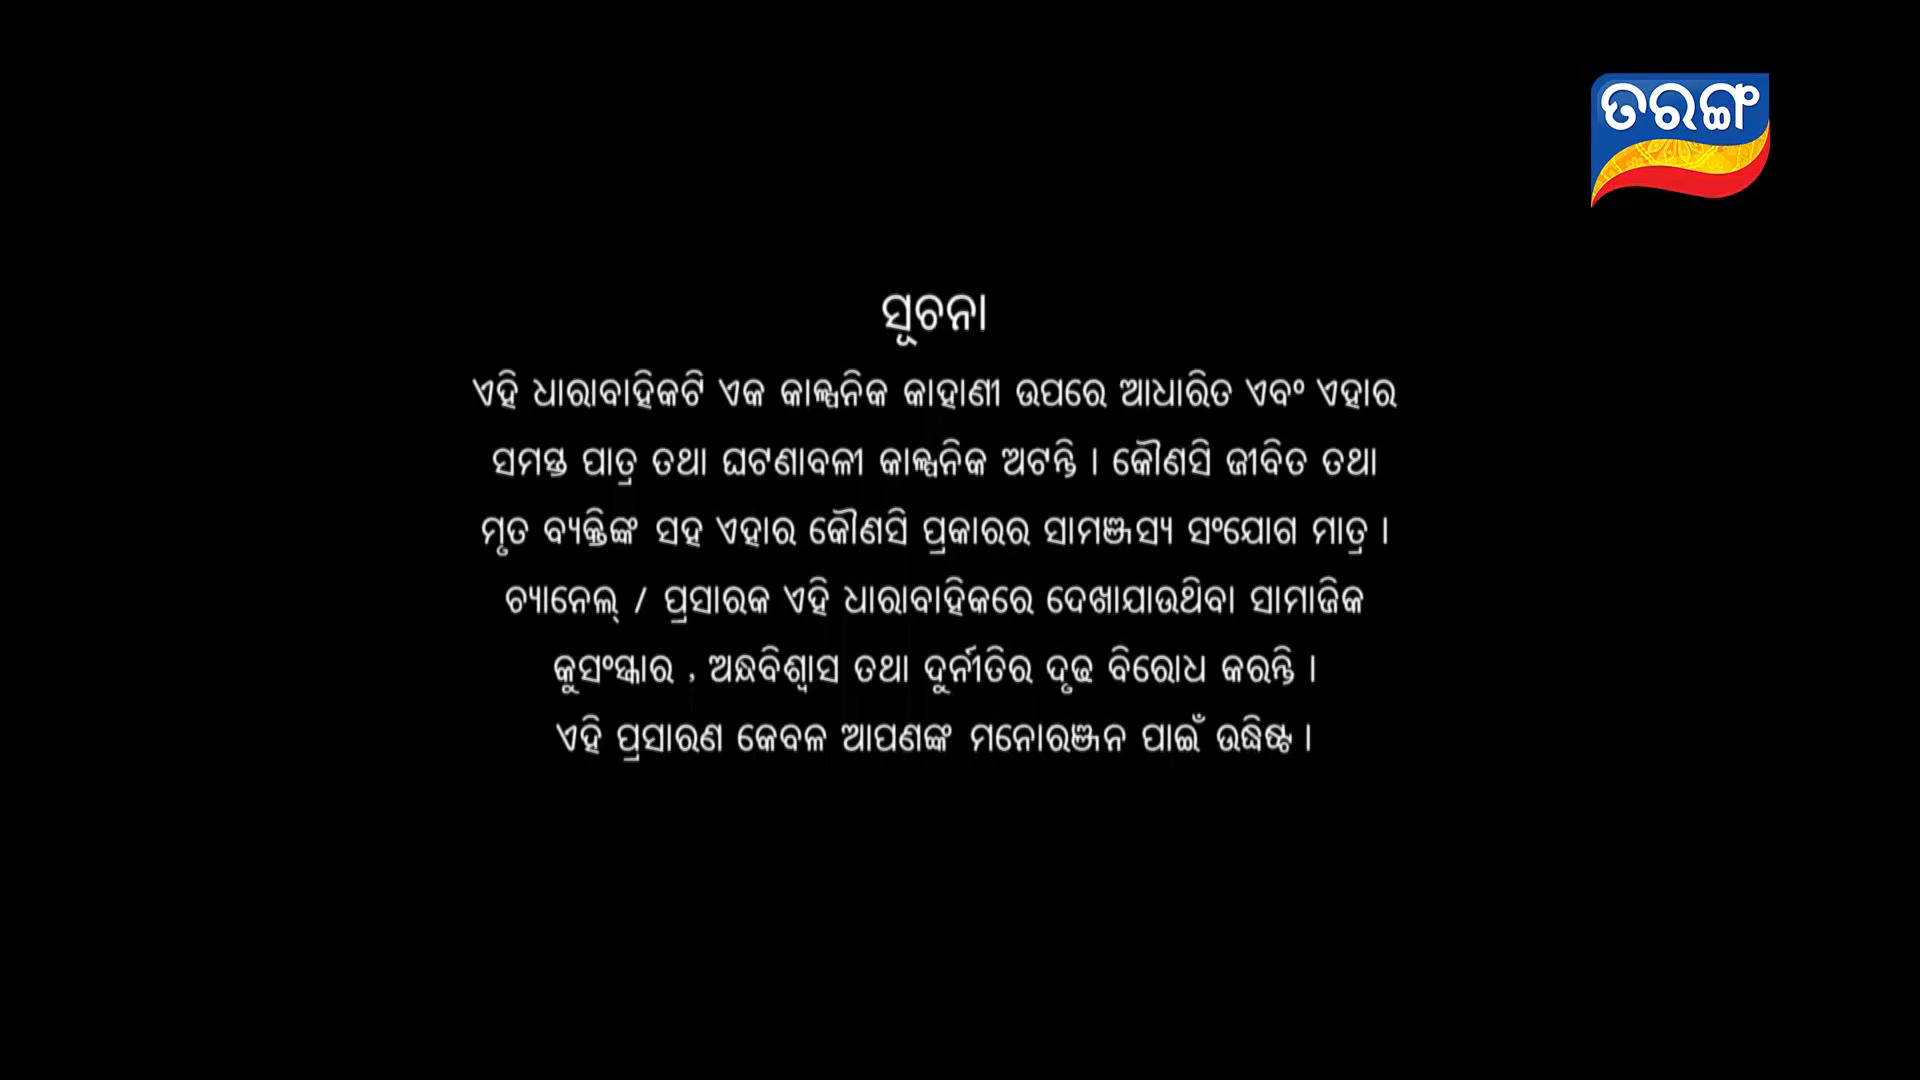 ତରଙ୍ଗ
ସୂଚନା
ଏହି ଧାରାବାହିକଟି ଏକ କାଳ୍ପନିକ କାହାଣୀ ଉପରେ ଆଧାରିତ ଏବଂ ଏହାର
ସମସ୍ତ ପାତ୍ର ତଥା ଘଟଣାବଳୀ କାଳ୍ପନିକ ଅଟନ୍ତି । କୌଣସି ଜୀବିତ ତଥା
ମୃତ ବ୍ୟକ୍ତିଙ୍କ ସହ ଏହାର କୌଣସି ପ୍ରକାରର ସାମଞ୍ଜସ୍ୟ ସଂଯୋଗ ମାତ୍ର ।
ଚ୍ୟାନେଲ୍ / ପ୍ରସାରକ ଏହି ଧାରାବାହିକରେ ଦେଖାଯାଉଥିବା ସାମାଜିକ
କୁସଂସ୍କାର , ଅନ୍ଧବିଶ୍ୱାସ ତଥା ଦୁର୍ନୀତିର ଦୃଢ ବିରୋଧ କରନ୍ତି ।
ଏହି ପ୍ରସାରଣ କେବଳ ଆପଣଙ୍କ ମନୋରଞ୍ଜନ ପାଇଁ ଉଦ୍ଧିଷ୍ଟ ।